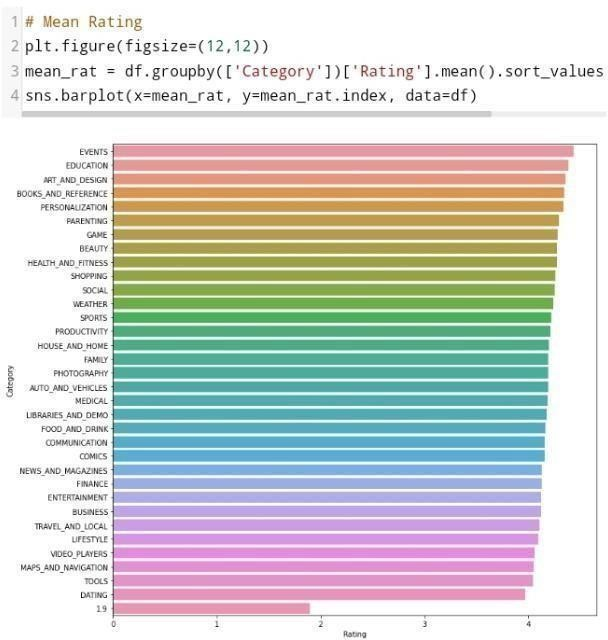 1 # Mean Rating
2 plt.figure(figsize=(12,12))
3 mean_rat = df.groupby(['Category'])['Rating'].mean().sort_values
4 sns.barplot(x=mean_rat, y=mean_rat.index, data=df)
EVENTS
EDUCATION
ART_AND_DESIGN
BOOKS_AND_REFERENCE
PERSONALIZATION
PARENTING
GAME
BEAUTY
HEALTH_AND_FITNESS
SHOPPING
SOCIAL
WEATHER
SPORTS
PRODUCTIVITY
HOUSE_AND_HOME
FAMILY
PHOTOGRAPHY
AUTO_AND_VEHICLES
MEDICAL
LIBRARIES_AND_DEMO
FOOD_AND_DRINK
COMMUNICATION
COMICS
NEWS_AND_MAGAZINES
FINANCE
ENTERTAINMENT
BUSINESS
TRAVEL_AND_LOCAL
LIFESTYLE
VIDEO_PLAYERS
MAPS_AND_NAVIGATION
TOOLS
DATING
1.9
Category
0 1 2 3 4
Rating